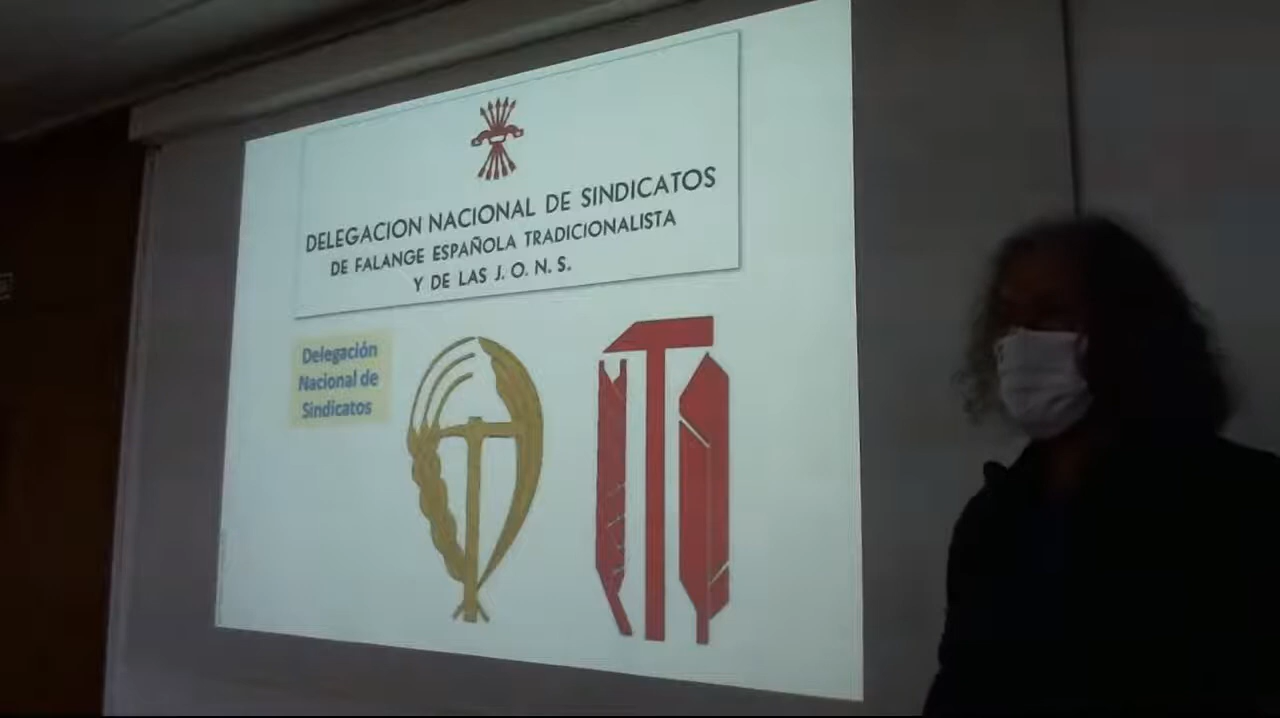 DELEGACION NACIONAL DE SINDICATOS
DE FALANGE ESPAÑOLA TRADICIONALISTA
Y DE LAS J. O. N. S.
Delegación
Nacional de
Sindicatos